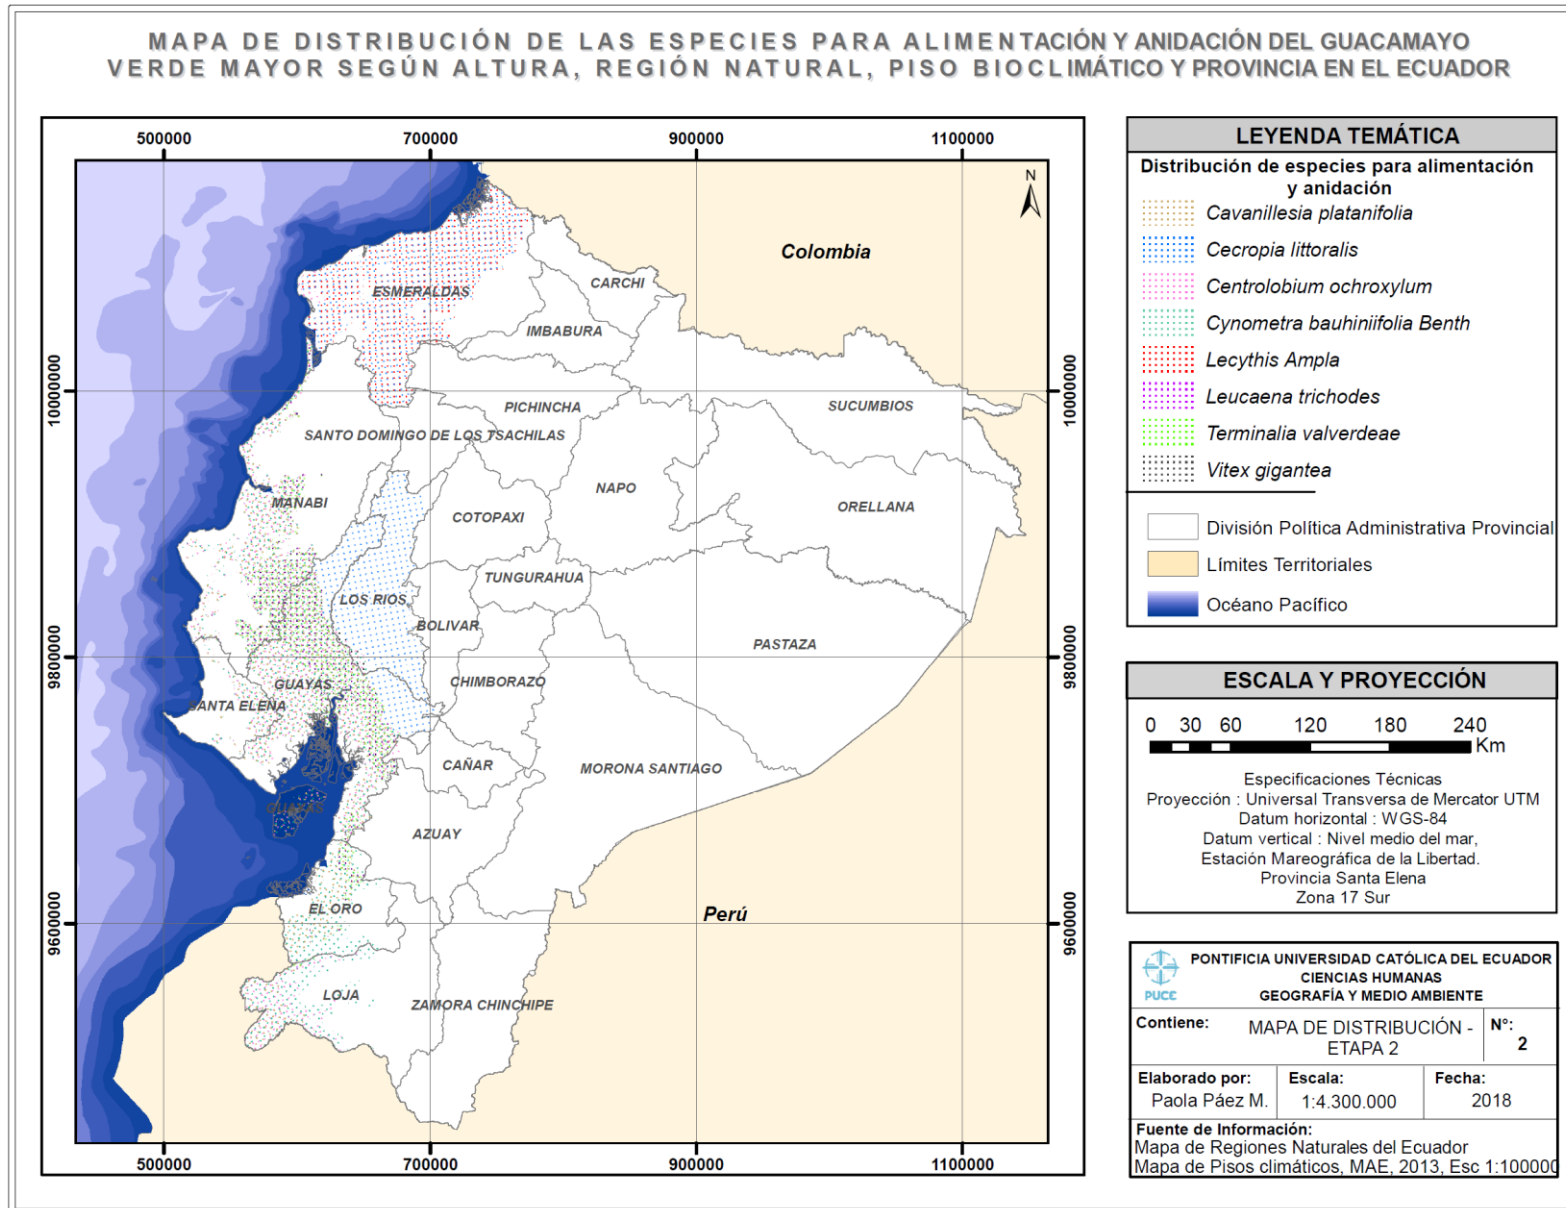 MAPA DE DISTRIBUCIÓN DE LAS ESPECIES PARA ALIMENTACIÓN Y ANIDACIÓN DEL GUACAMAYO
VERDE MAYOR SEGÚN ALTURA, REGIÓN NATURAL, PISO BIOCLIMÁTICO Y PROVINCIA EN EL ECUADOR
500000 700000 900000 1100000
N
Colombia
CARCHI
ESMERALDAS
IMBABURA
10000000 10000000
PICHINCHA
SUCUMBIOS
SANTO DOMINGO DE LOS TSACHILAS
NAPO
MANABI
ORELLANA
COTOPAXI
TUNGURAHUA
LOS RIOS
BOLIVAR
PASTAZA
9800000 9800000
CHIMBORAZO
GUAYAS
SANTA ELENA
CAÑAR
MORONA SANTIAGO
GUAYAS
AZUAY
EL ORO
Perú
9600000 9600000
LOJA
ZAMORA CHINCHIPE
500000 700000 900000 1100000
LEYENDA TEMÁTICA
Distribución de especies para alimentación
y anidación
Cavanillesia platanifolia
Cecropia littoralis
Centrolobium ochroxylum
Cynometra bauhiniifolia Benth
Lecythis Ampla
Leucaena trichodes
Terminalia valverdeae
Vitex gigantea
División Política Administrativa Provincial
Límites Territoriales
Océano Pacífico
ESCALA Y PROYECCIÓN
0 30 60 120 180 240
Km
Especificaciones Técnicas
Proyección : Universal Transversa de Mercator UTM
Datum horizontal : WGS-84
Datum vertical : Nivel medio del mar,
Estación Mareográfica de la Libertad.
Provincia Santa Elena
Zona 17 Sur
PUCE
PONTIFICIA UNIVERSIDAD CATÓLICA DEL ECUADOR
CIENCIAS HUMANAS
GEOGRAFÍA Y MEDIO AMBIENTE
Contiene: MAPA DE DISTRIBUCIÓN - N°:
ETAPA 2 2
Elaborado por: Escala: Fecha:
Paola Páez M. 1:4.300.000 2018
Fuente de Información:
Mapa de Regiones Naturales del Ecuador
Mapa de Pisos climáticos, MAE, 2013, Esc 1:100000